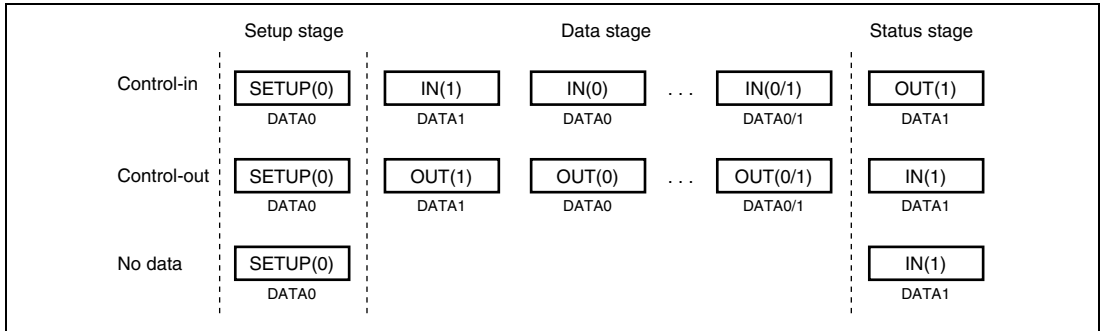 Setup stage Data stage Status stage
Control-in SETUP(0) IN(1) IN(0) . . . IN(0/1) OUT(1)
DATA0 DATA1 DATA0 DATA0/1 DATA1
Control-out SETUP(0) OUT(1) OUT(0) . . . OUT(0/1) IN(1)
DATA0 DATA1 DATA0 DATA0/1 DATA1
No data SETUP(0) IN(1)
DATA0 DATA1